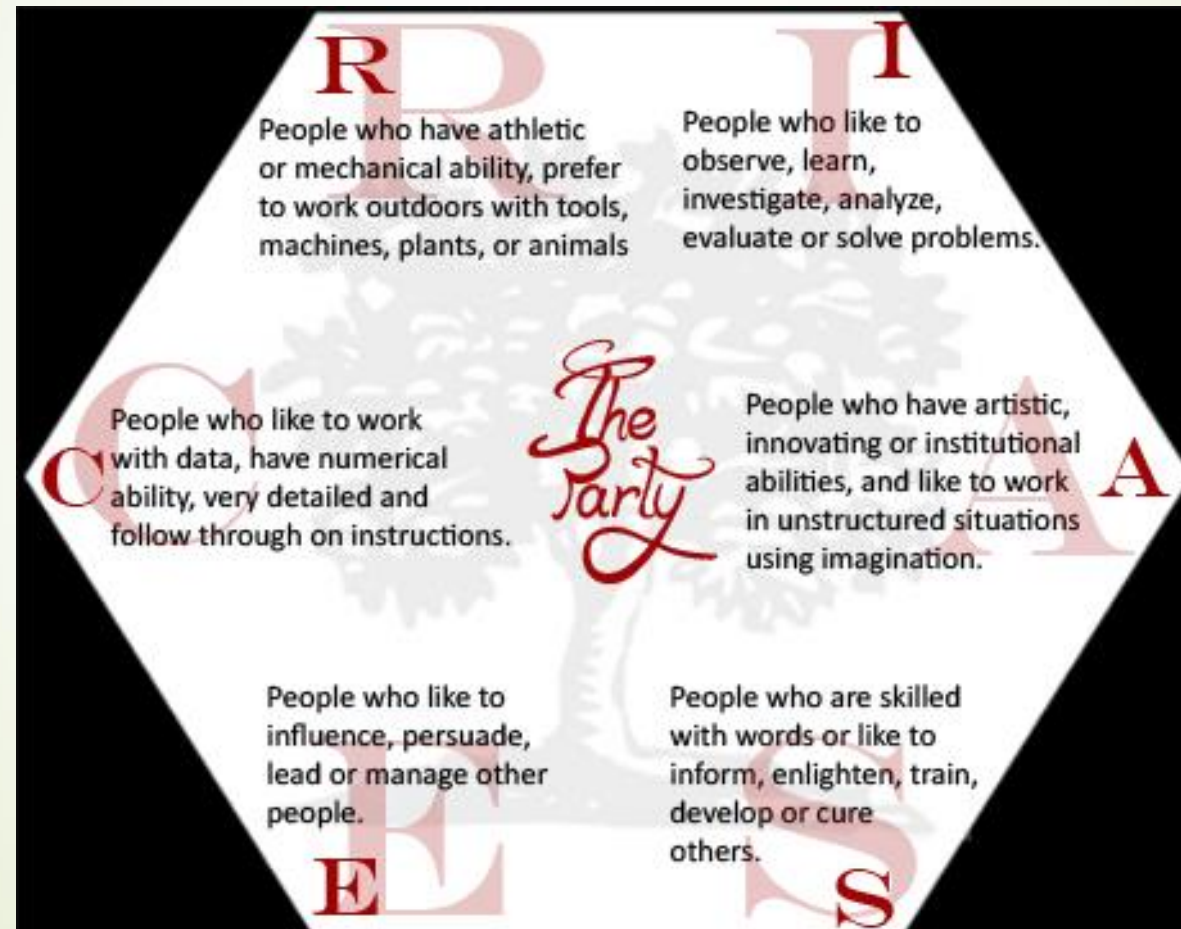 R
People who have athletic
or mechanical ability, prefer
to work outdoors with tools,
machines, plants, or animals
I
People who like to
observe, learn,
investigate, analyze,
evaluate or solve problems.
C
People who like to work
with data, have numerical
ability, very detailed and
follow through on instructions.
The
Party
A
People who have artistic,
innovating or institutional
abilities, and like to work
in unstructured situations
using imagination.
E
People who like to
influence, persuade,
lead or manage other
people.
S
People who are skilled
with words or like to
inform, enlighten, train,
develop or cure
others.
R
I
C
A
E
S